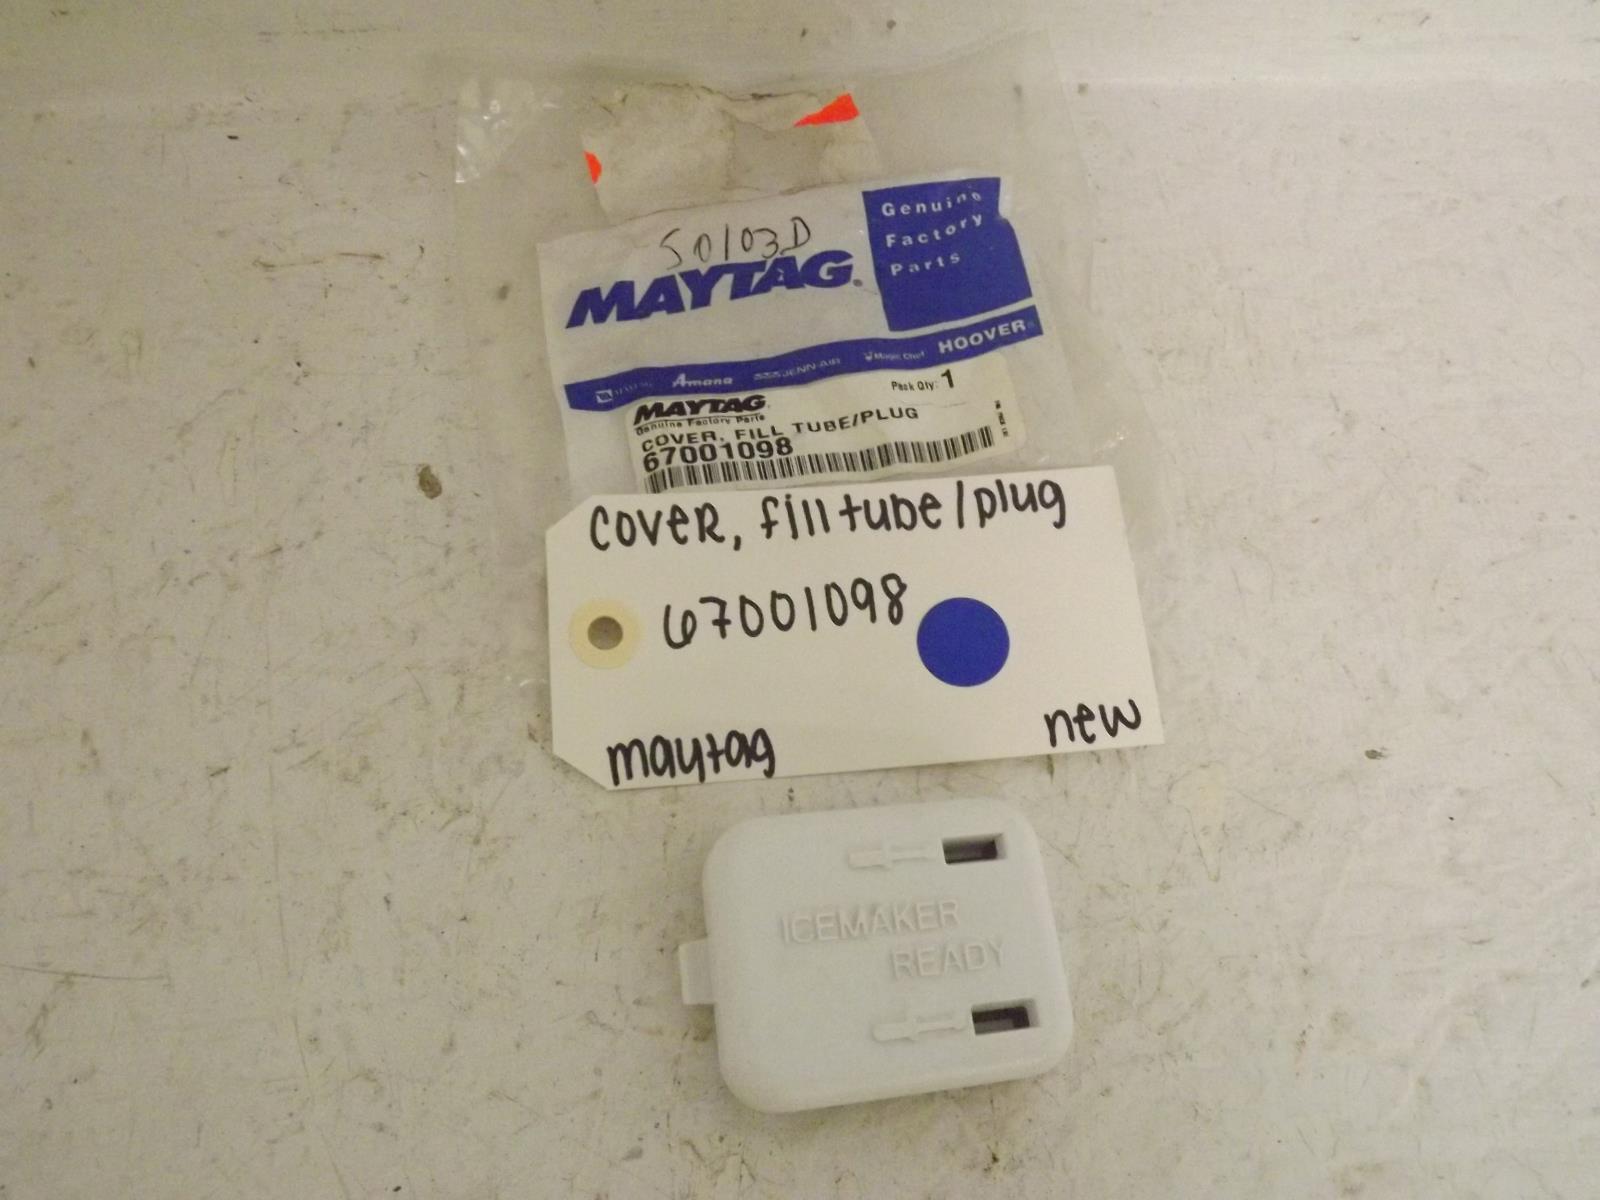 Genuine
Factory
Parts
50103D
MAYTAG.
Amana JENN-AIR Magic Chef HOOVER
MAYTAG.
Pack Qty: 1
Genuine Factory Parts
COVER, FILL TUBE/PLUG
67001098
cover, fill tube/plug
67001098
maytag new
ICEMAKER
READY